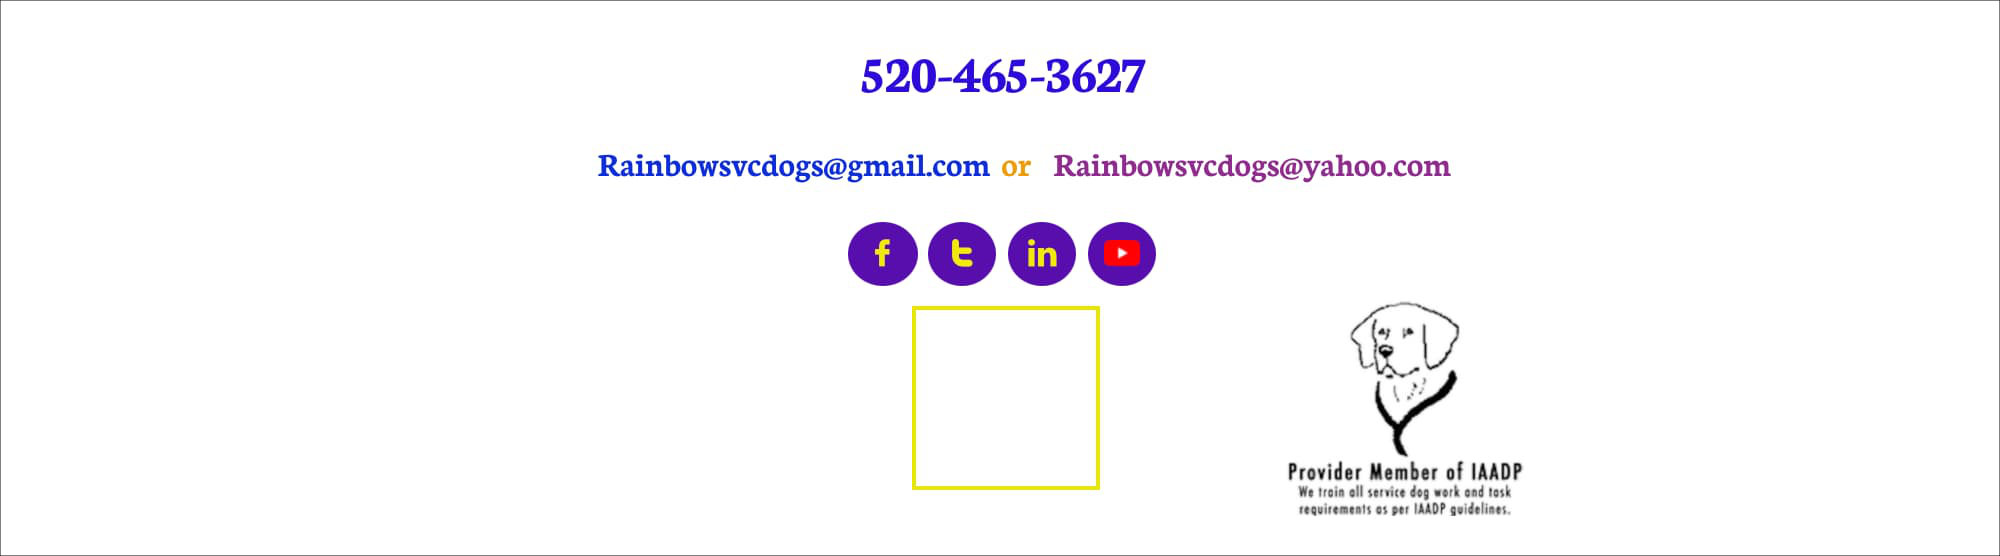 520-465-3627
Rainbowsvcdogs@gmail.com or Rainbowsvcdogs@yahoo.com
Provider Member of IAADP
We train all service dog work and task
requirements as per IAADP guidelines.